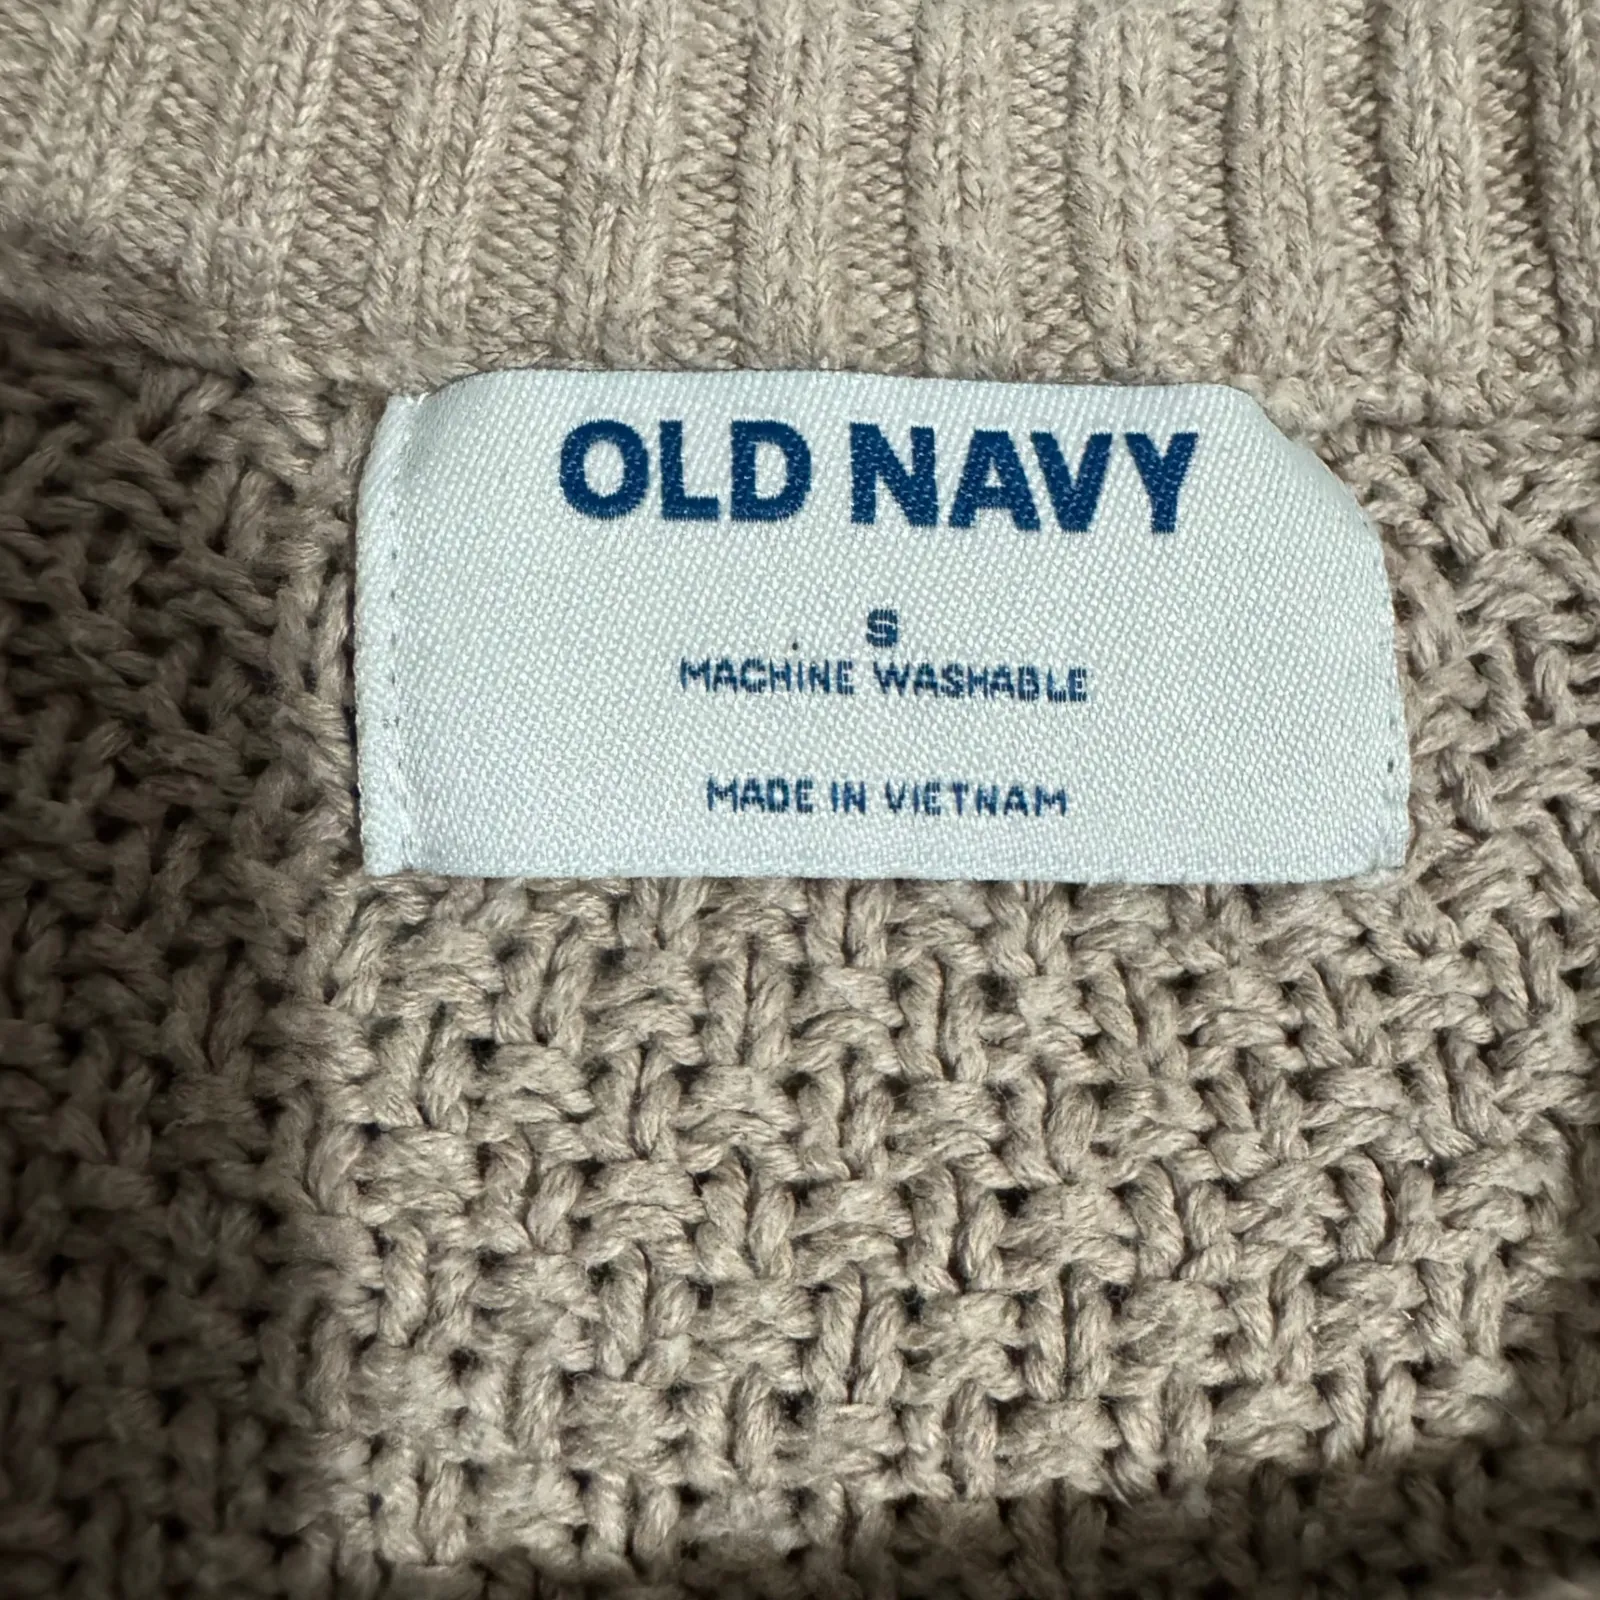 OLD NAVY
S
MACHINE WASHABLE
MADE IN VIETNAM